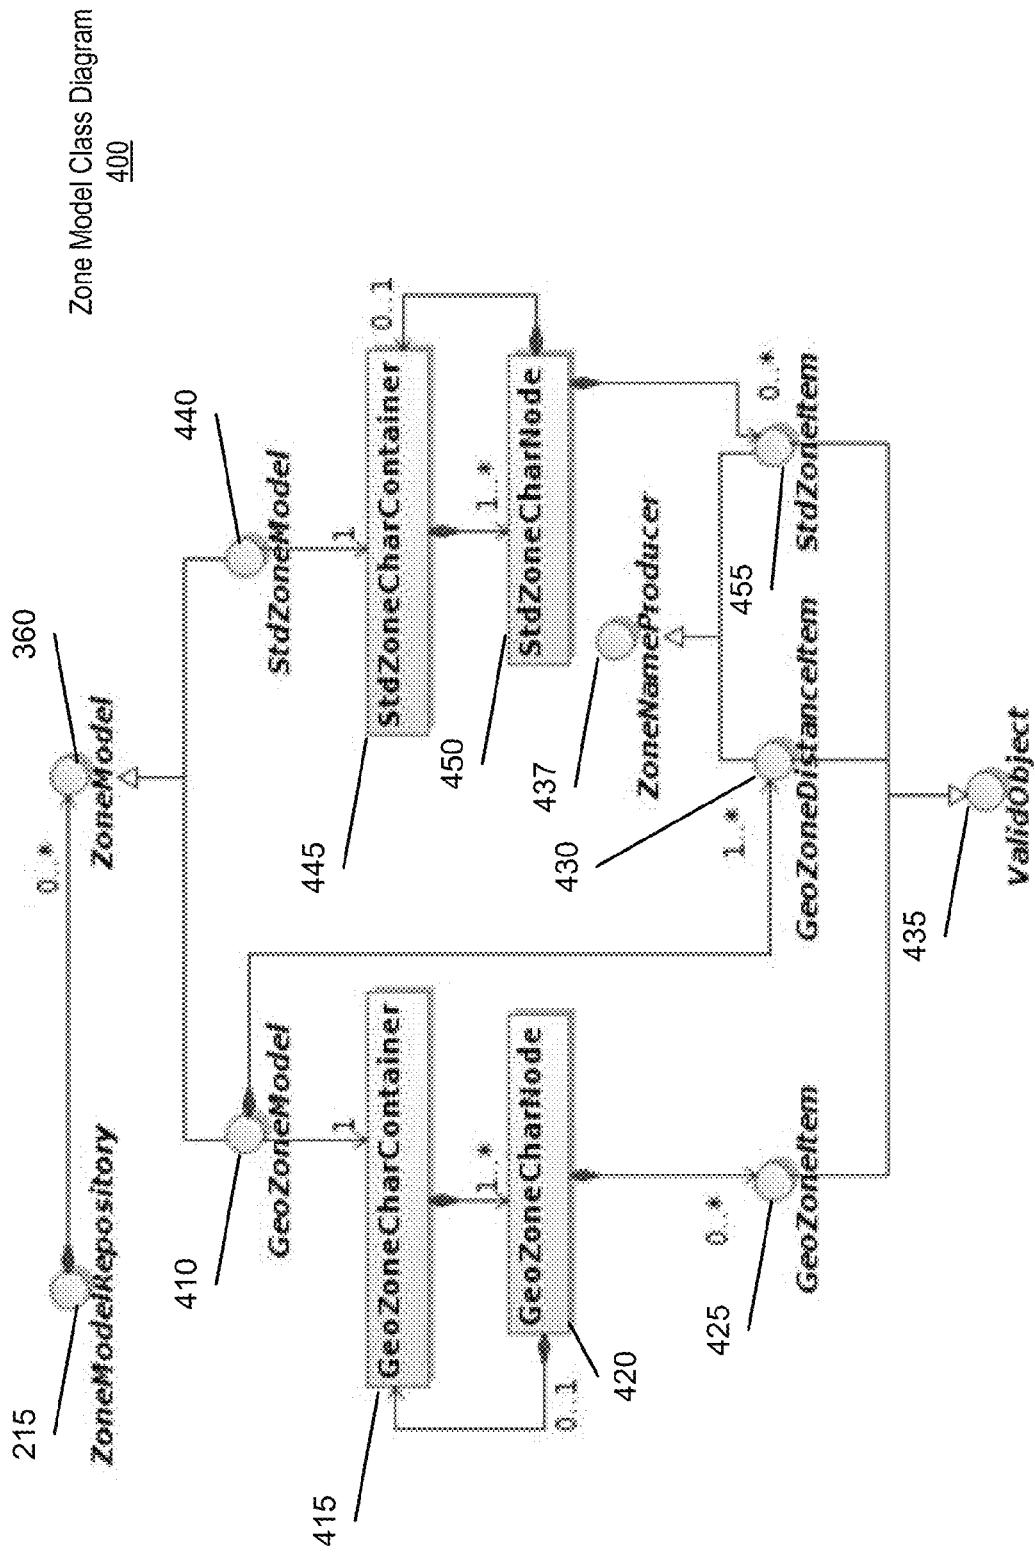 Zone Model Class Diagram
400
215
ZoneModelRepository
0..*
360
ZoneModel
410
GeoZoneModel
440
StdZoneModel
1
1
415
GeoZoneCharContainer
445
StdZoneCharContainer
0..1
1..*
1..*
0..1
GeoZoneCharNode
420
450
StdZoneCharNode
437
ZoneNameProducer
425
0..*
GeoZoneItem
430
1..*
GeoZoneDistanceItem
455
0..*
StdZoneItem
435
ValidObject